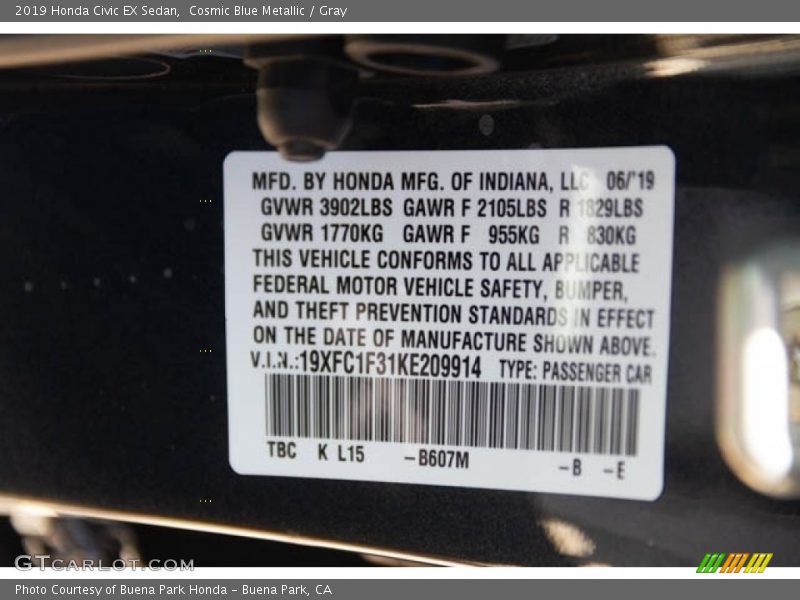 2019 Honda Civic EX Sedan,  Cosmic Blue Metallic / Gray
MFD. BY HONDA MFG. OF INDIANA, LLC 06/'19
GVWR 3902LBS GAWR F 2105LBS R 1829LBS
GVWR 1770KG GAWR F 955KG R 830KG
THIS VEHICLE CONFORMS TO ALL APPLICABLE
FEDERAL MOTOR VEHICLE SAFETY, BUMPER,
AND THEFT PREVENTION STANDARDS IN EFFECT
ON THE DATE OF MANUFACTURE SHOWN ABOVE.
V.I.N.:19XFC1F31KE209914 TYPE: PASSENGER CAR
TBC K L15 -B607M -B -E
GTCARLOT.COM
Photo Courtesy of Buena Park Honda - Buena Park, CA